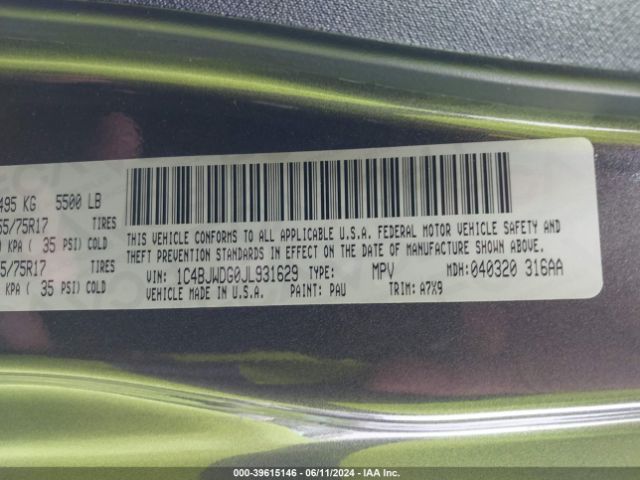 495 KG 5500 LB
55/75R17 TIRES
KPA ( 35 PSI) COLD
5/75R17 TIRES
KPA ( 35 PSI) COLD
THIS VEHICLE CONFORMS TO ALL APPLICABLE U.S.A. FEDERAL MOTOR VEHICLE SAFETY
AND THEFT PREVENTION STANDARDS IN EFFECT ON THE DATE OF MANUFACTURE SHOWN ABOVE.
VIN: 1C4BJWDG0JL931629 TYPE: MPV MDH: 040320 316AA
VEHICLE MADE IN U.S.A. PAINT: PAU TRIM: A7X9
000-39615146 - 06/11/2024 - IAA Inc.